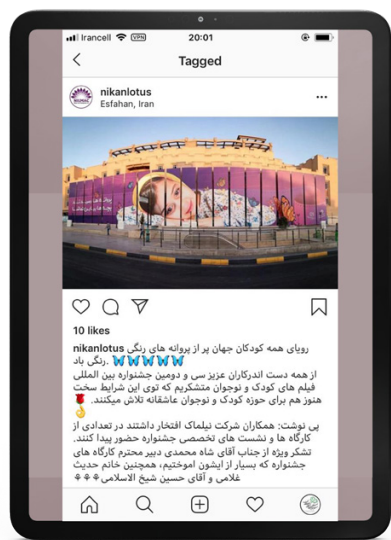 Irancell VPN 20:01
Tagged
nikanlotus
Esfahan, Iran
10 likes
nikanlotus رویای همه کودکان جهان پر از پروانه های رنگی
رنگی باد. 🦋🦋🦋🦋🦋
از همه دست اندرکاران عزیز سی و دومین جشنواره بین المللی
فیلم های کودک و نوجوان متشکریم که توی این شرایط سخت
هنوز هم برای حوزه کودک و نوجوان عاشقانه تلاش میکنند. 🌹
👌
پی نوشت: همکاران شرکت نیلماک افتخار داشتند در تعدادی از
کارگاه ها و نشست های تخصصی جشنواره حضور پیدا کنند.
تشکر ویژه از جناب آقای شاه محمدی دبیر محترم کارگاه های
جشنواره که بسیار از ایشون اموختیم، همچنین خانم حدیث
غلامی و آقای حسین شیخ الاسلامی⚘⚘⚘